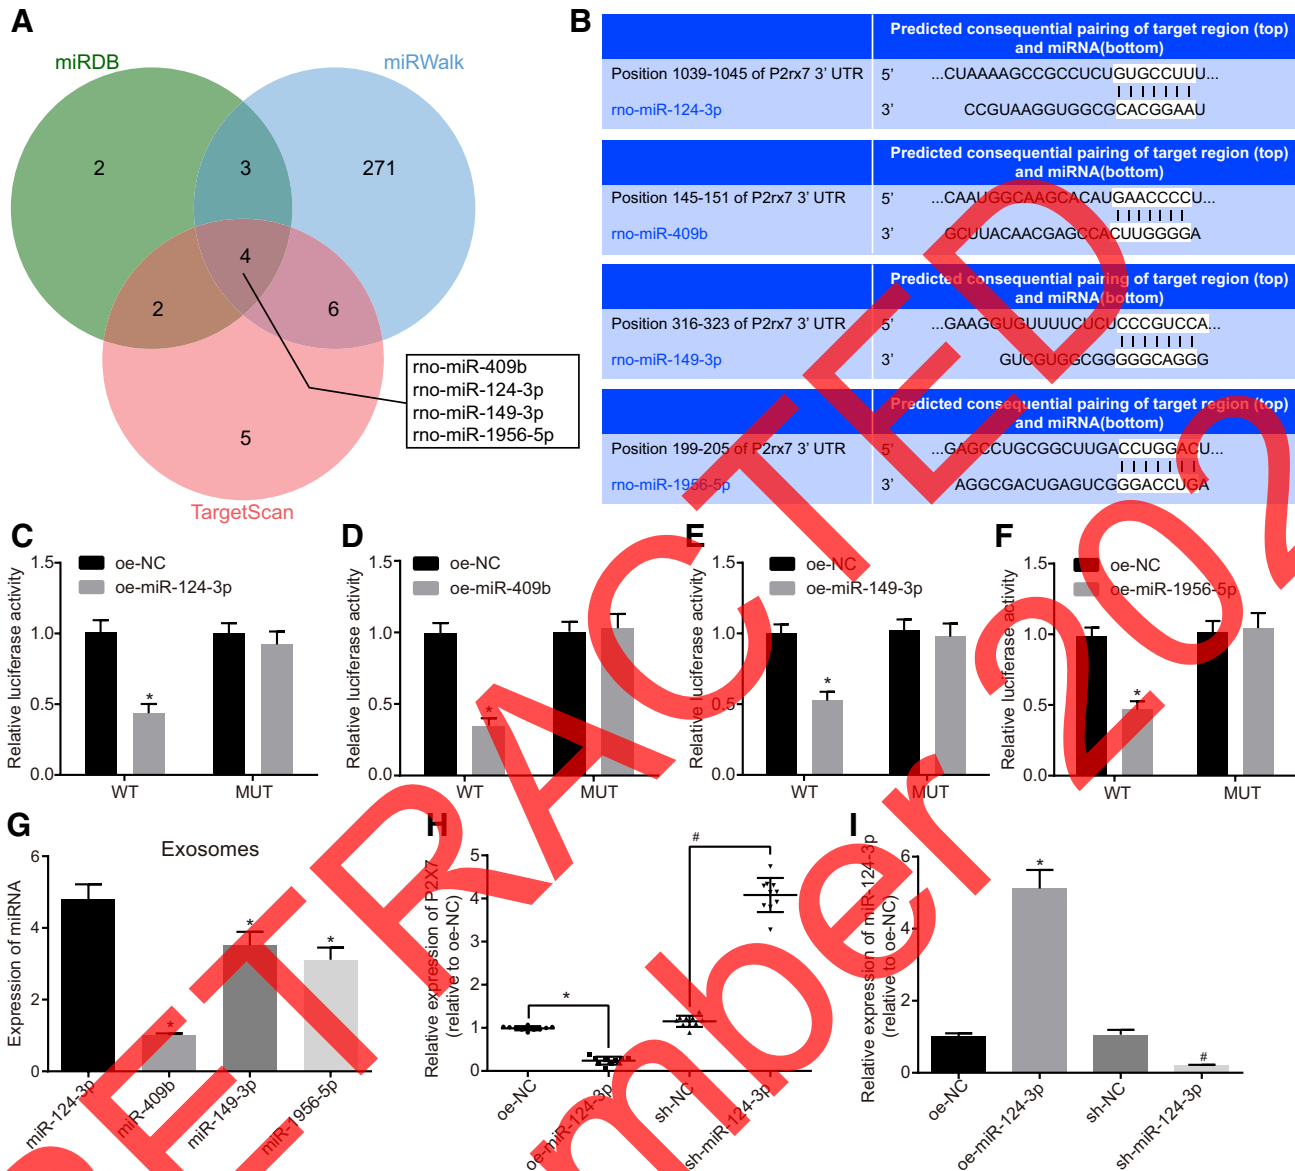 A
miRDB
miRWalk
2
3
271
4
2
6
5
rno-miR-409b
rno-miR-124-3p
rno-miR-149-3p
rno-miR-1956-5p
TargetScan
B
Predicted consequential pairing of target region (top)
and miRNA(bottom)
Position 1039-1045 of P2rx7 3' UTR 5' ...CUAAAAGCCGCCUCUGUGCCUUU...
rno-miR-124-3p 3' CCGUAAGGUGGCGCACGGAAU
Predicted consequential pairing of target region (top)
and miRNA(bottom)
Position 145-151 of P2rx7 3' UTR 5' ...CAAUGGCAAGCACAUGAACCCCU...
rno-miR-409b 3' GCUUACAACGAGCCACUUGGGGA
Predicted consequential pairing of target region (top)
and miRNA(bottom)
Position 316-323 of P2rx7 3' UTR 5' ...GAAGGUGUUUUCUCUCCCGUCCA...
rno-miR-149-3p 3' GUCGUGGCGGGGGCAGGG
Predicted consequential pairing of target region (top)
and miRNA(bottom)
Position 199-205 of P2rx7 3' UTR 5' ...GAGCCUGCGGCUUGACCUGGACU...
rno-miR-1956-5p 3' AGGCGACUGAGUCGGGACCUGA
C
Relative luciferase activity
1.5
1.0
0.5
0.0
oe-NC
oe-miR-124-3p
*
WT
MUT
D
Relative luciferase activity
1.5
1.0
0.5
0.0
oe-NC
oe-miR-409b
*
WT
MUT
E
Relative luciferase activity
1.5
1.0
0.5
0.0
oe-NC
oe-miR-149-3p
*
WT
MUT
F
Relative luciferase activity
1.5
1.0
0.5
0.0
oe-NC
oe-miR-1956-5p
*
WT
MUT
G
Exosomes
Expression of miRNA
6
4
2
0
*
*
*
miR-124-3p
miR-409b
miR-149-3p
miR-1956-5p
H
Relative expression of P2X7
(relative to oe-NC)
5
4
3
2
1
0
*
#
oe-NC
oe-miR-124-3p
sh-NC
sh-miR-124-3p
I
Relative expression of miR-124-3p
(relative to oe-NC)
6
4
2
0
*
#
oe-NC
oe-miR-124-3p
sh-NC
sh-miR-124-3p
RETRACTED